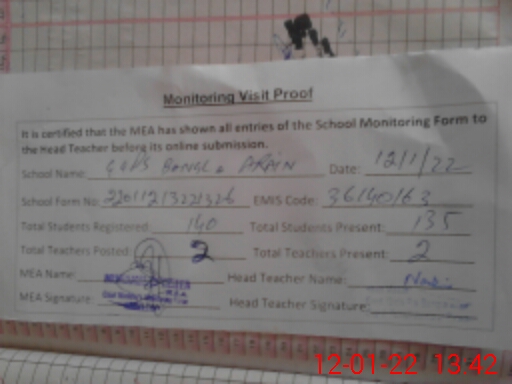 Monitoring Visit Proof
It is certified that the MEA has shown all entries of the School Monitoring Form to
the Head Teacher before its online submission.
School Name: GGPS Date: 12/1/22
School Form No: EMIS Code: 36140163
Total Students Registered: 140 Total Students Present: 135
Total Teachers Posted: 2 Total Teachers Present: 2
MEA Name: Head Teacher Name:
MEA Signature: Head Teacher Signature:
12-01-22 13:42